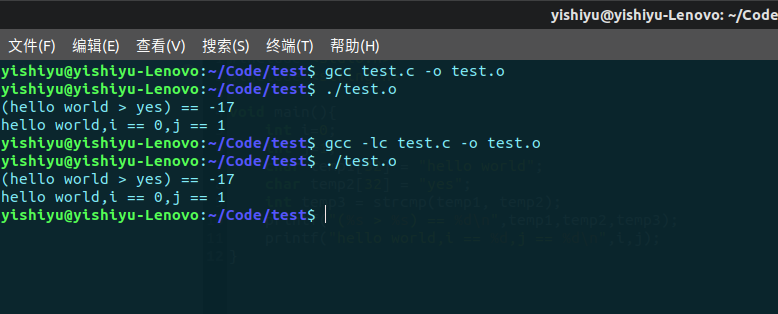 yishiyu@yishiyu-Lenovo: ~/Code
文件(F) 编辑(E) 查看(V) 搜索(S) 终端(T) 帮助(H)
yishiyu@yishiyu-Lenovo:~/Code/test$ gcc test.c -o test.o
yishiyu@yishiyu-Lenovo:~/Code/test$ ./test.o
(hello world > yes) == -17
hello world,i == 0,j == 1
yishiyu@yishiyu-Lenovo:~/Code/test$ gcc -lc test.c -o test.o
yishiyu@yishiyu-Lenovo:~/Code/test$ ./test.o
(hello world > yes) == -17
hello world,i == 0,j == 1
yishiyu@yishiyu-Lenovo:~/Code/test$